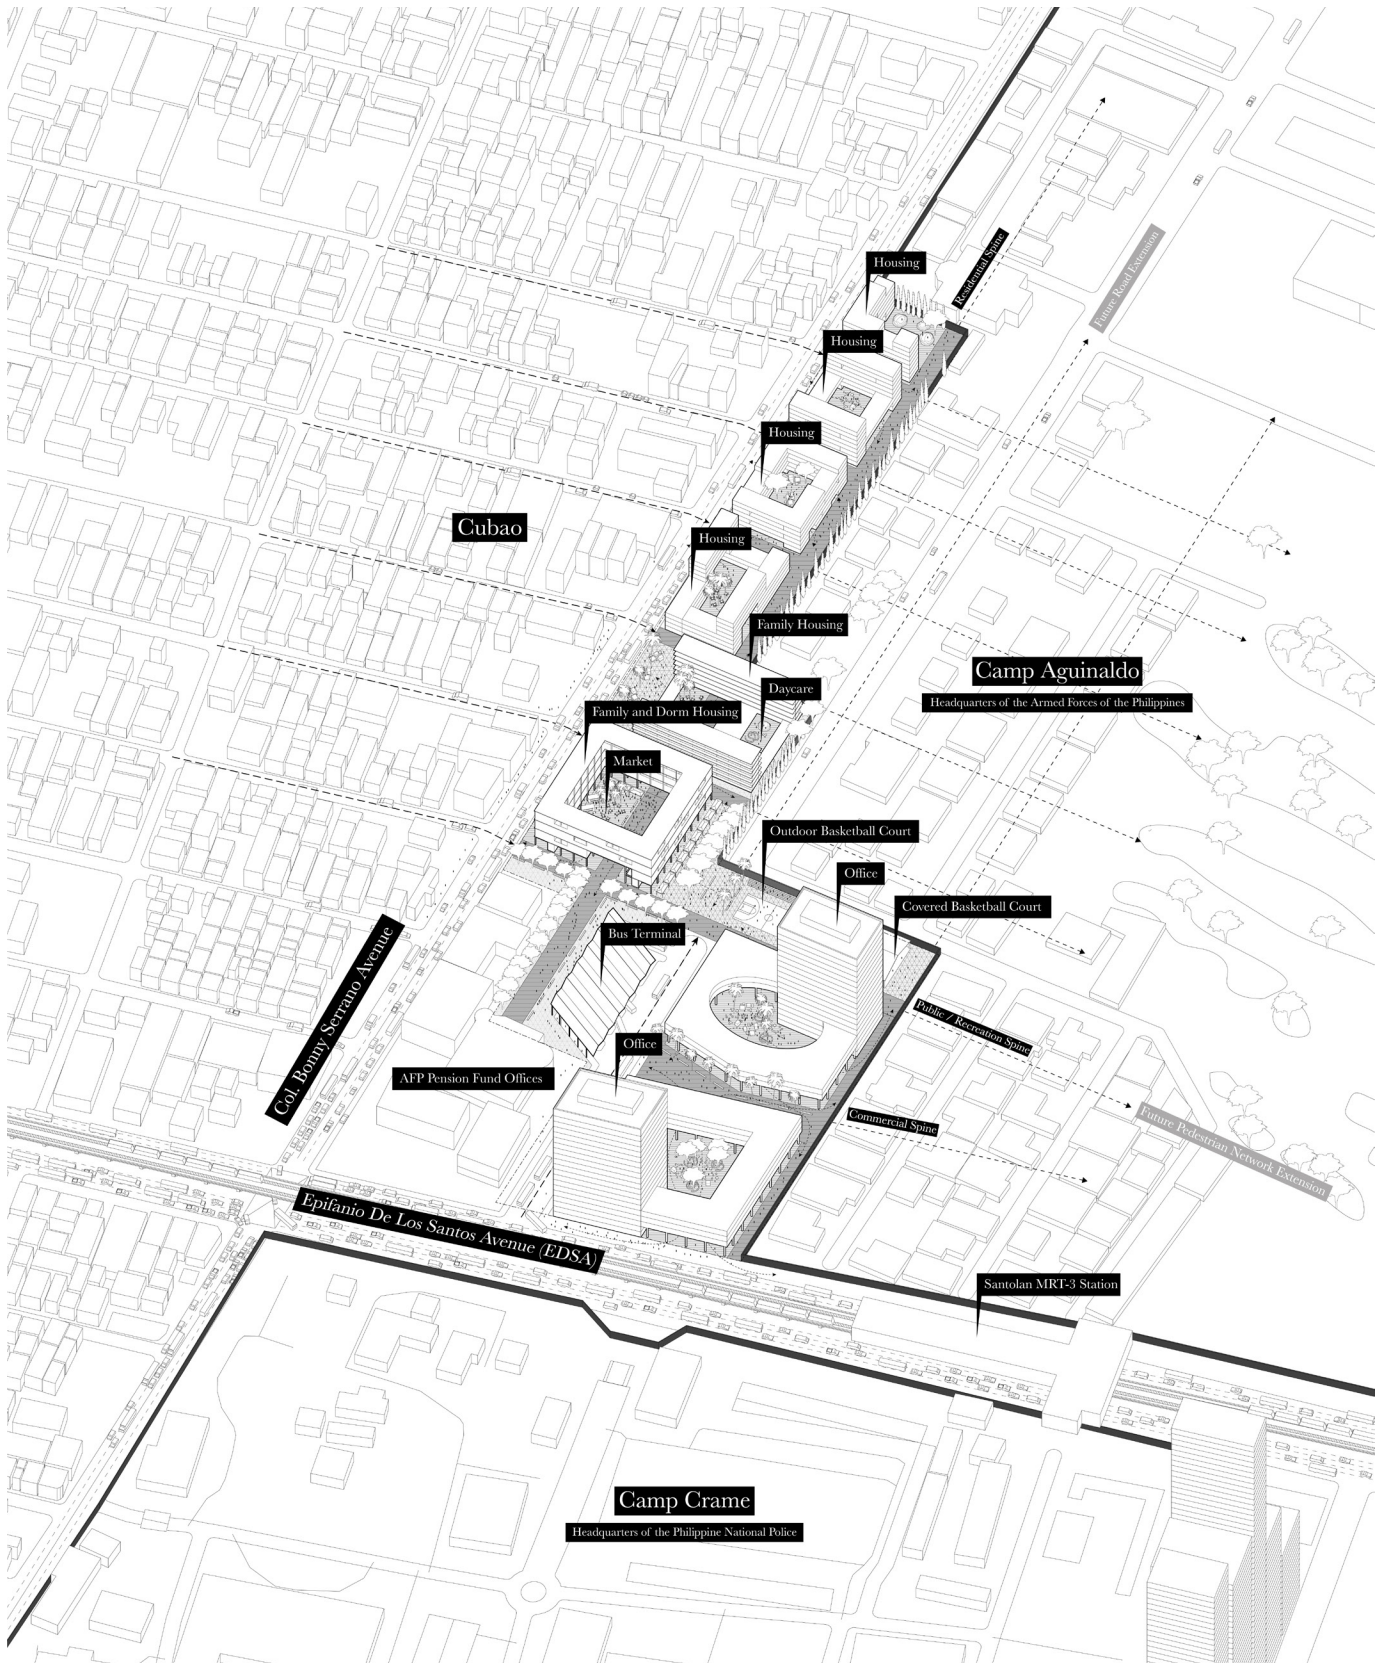 Housing
Residential Spine
Future Road Extension
Housing
Housing
Cubao
Housing
Family Housing
Camp Aguinaldo
Headquarters of the Armed Forces of the Philippines
Daycare
Family and Dorm Housing
Market
Outdoor Basketball Court
Office
Covered Basketball Court
Bus Terminal
Col. Bonny Serrano Avenue
Public / Recreation Spine
Office
AFP Pension Fund Offices
Commercial Spine
Future Pedestrian Network Extension
Epifanio De Los Santos Avenue (EDSA)
Santolan MRT-3 Station
Camp Crame
Headquarters of the Philippine National Police